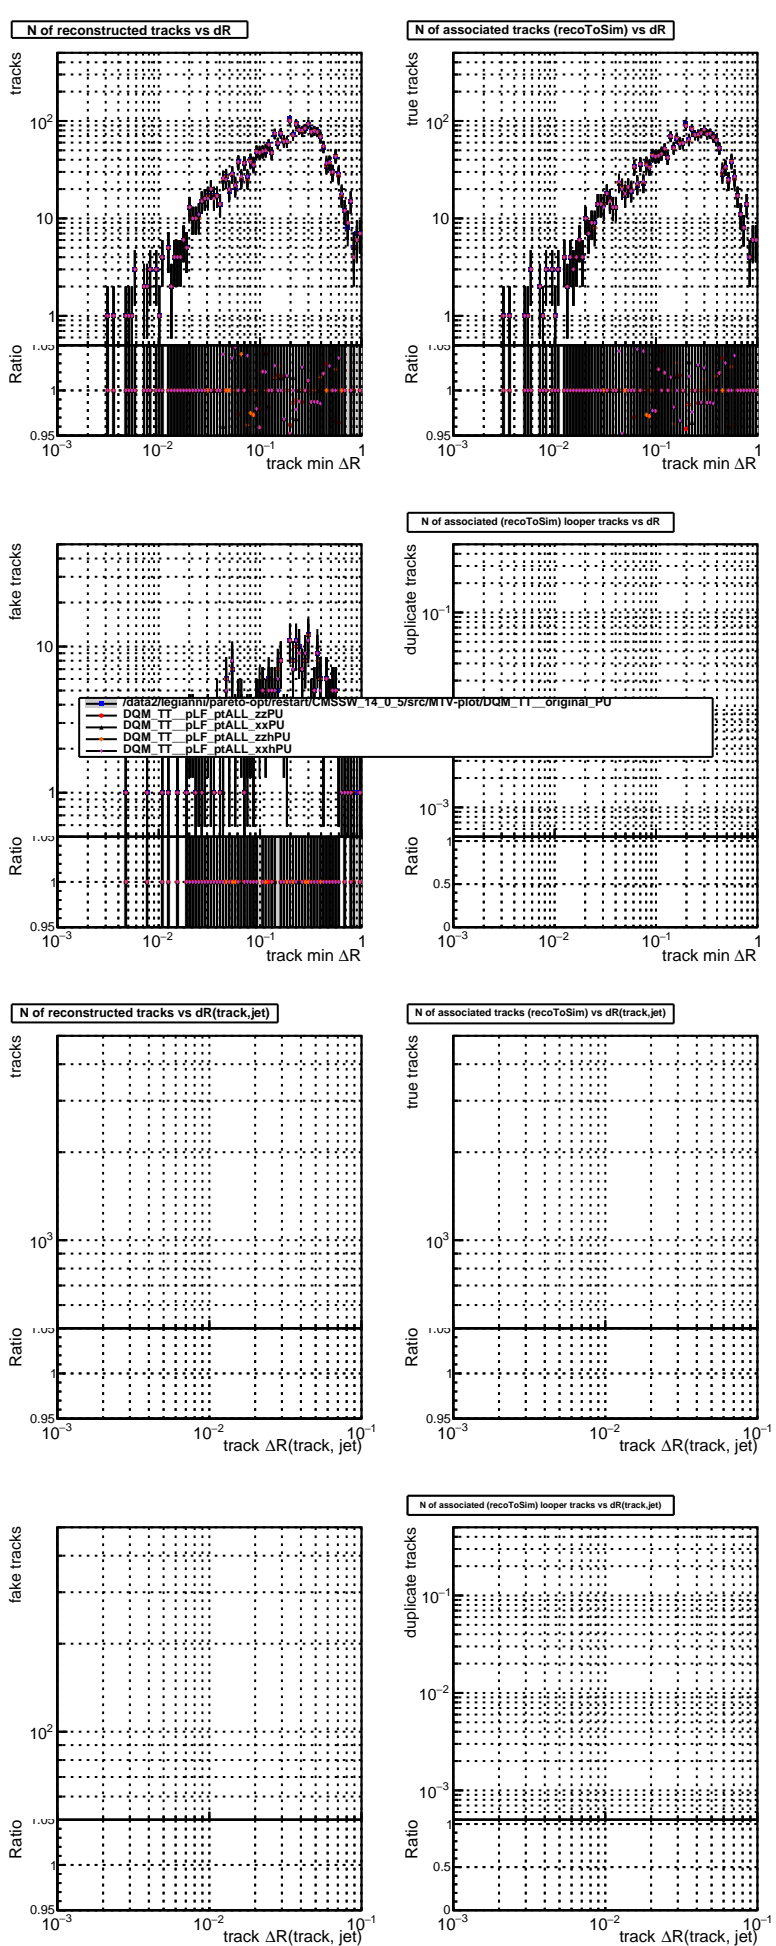 N of reconstructed tracks vs dR
N of associated tracks (recoToSim) vs dR
tracks
10²
10
1
1.05
Ratio
1
0.95
10⁻³
10⁻²
10⁻¹
1
track min ΔR
true tracks
10²
10
1
1.05
Ratio
1
0.95
10⁻³
10⁻²
10⁻¹
1
track min ΔR
N of associated (recoToSim) looper tracks vs dR
fake tracks
10
1
1.05
Ratio
1
0.95
10⁻³
10⁻²
10⁻¹
1
track min ΔR
duplicate tracks
10⁻¹
10⁻³
Ratio
1
0.5
0
10⁻³
10⁻²
10⁻¹
1
track min ΔR
/data2/legianni/pareto-opt/restart/CMSSW_14_0_5/src/MTV-plot/DQM_TT__original_PU
DQM_TT__pLF_ptALL_zzPU
DQM_TT__pLF_ptALL_xxPU
DQM_TT__pLF_ptALL_zzhPU
DQM_TT__pLF_ptALL_xxhPU
N of reconstructed tracks vs dR(track,jet)
N of associated tracks (recoToSim) vs dR(track,jet)
tracks
10³
1.05
Ratio
1
0.95
10⁻³
10⁻²
10⁻¹
track ΔR(track, jet)
true tracks
10³
1.05
Ratio
1
0.95
10⁻³
10⁻²
10⁻¹
track ΔR(track, jet)
N of associated (recoToSim) looper tracks vs dR(track,jet)
fake tracks
10²
1.05
Ratio
1
0.95
10⁻³
10⁻²
10⁻¹
track ΔR(track, jet)
duplicate tracks
10⁻¹
10⁻²
10⁻³
Ratio
1
0.5
0
10⁻³
10⁻²
10⁻¹
track ΔR(track, jet)